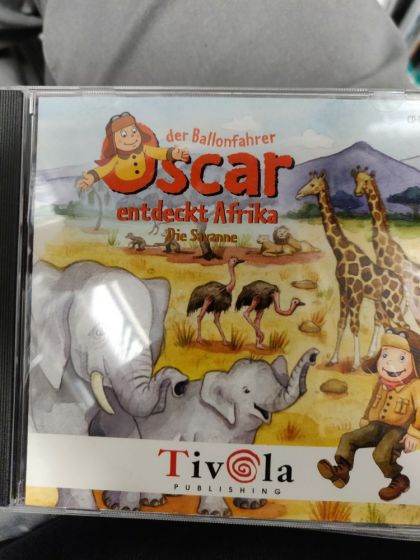 der Ballonfahrer
Oscar
entdeckt Afrika
Die Savanne
Tivola
PUBLISHING